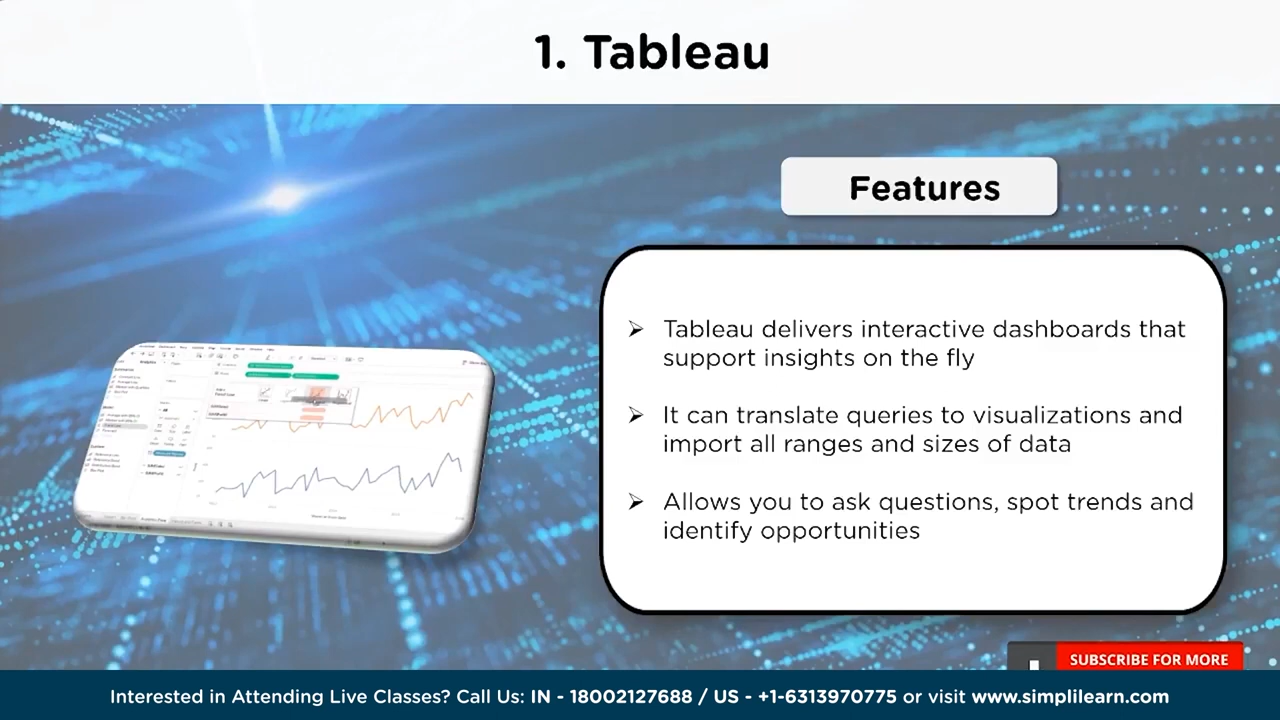 1. Tableau
Features
➢ Tableau delivers interactive dashboards that
support insights on the fly
➢ It can translate queries to visualizations and
import all ranges and sizes of data
➢ Allows you to ask questions, spot trends and
identify opportunities
SUBSCRIBE FOR MORE
Interested in Attending Live Classes? Call Us: IN - 18002127688 / US - +1-6313970775 or visit www.simplilearn.com